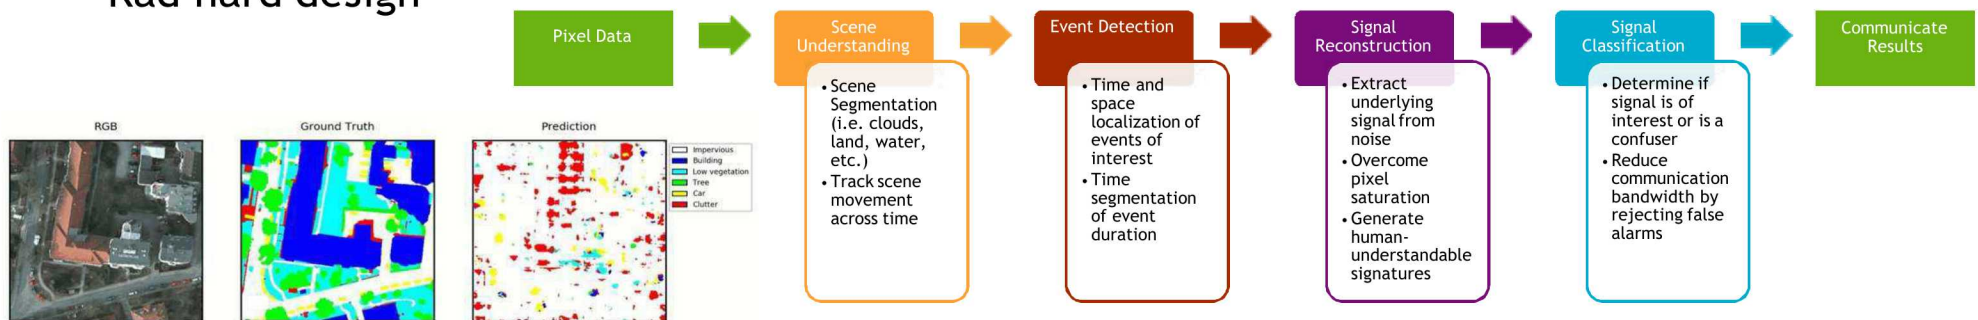 Rad hard design
Pixel Data
Scene
Understanding
Event Detection
Signal
Reconstruction
Signal
Classification
Communicate
Results
• Scene
Segmentation
(i.e. clouds,
land, water,
etc.)
• Track scene
movement
across time
• Time and
space
localization of
events of
interest
• Time
segmentation
of event
duration
• Extract
underlying
signal from
noise
• Overcome
pixel
saturation
• Generate
human-
understandable
signatures
• Determine if
signal is of
interest or is a
confuser
• Reduce
communication
bandwidth by
rejecting false
alarms
RGB
Ground Truth
Prediction
Impervious
Building
Low vegetation
Tree
Car
Clutter